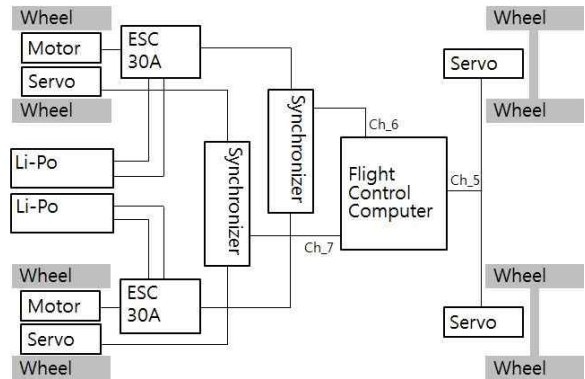 Wheel
Motor
Servo
Wheel
ESC
30A
Li-Po
Li-Po
Wheel
Motor
Servo
Wheel
ESC
30A
Synchronizer
Synchronizer
Ch_6
Ch_7
Flight
Control
Computer
Ch_5
Wheel
Servo
Wheel
Wheel
Servo
Wheel